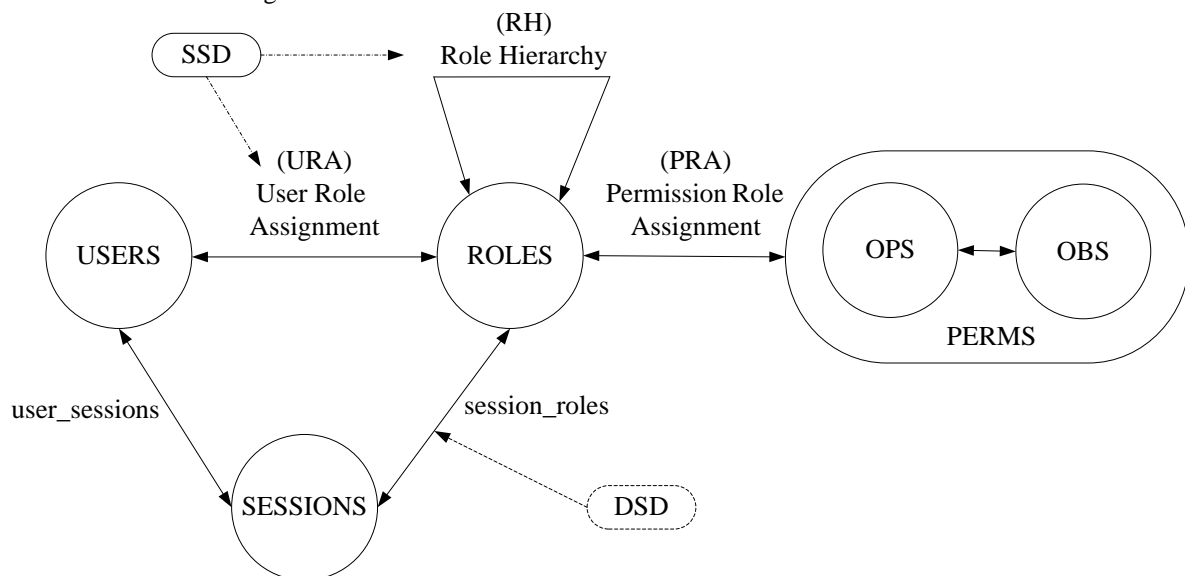 (RH)
SSD
Role Hierarchy
(URA)
User Role
Assignment
(PRA)
Permission Role
Assignment
USERS
ROLES
OPS
OBS
PERMS
user_sessions
session_roles
SESSIONS
DSD